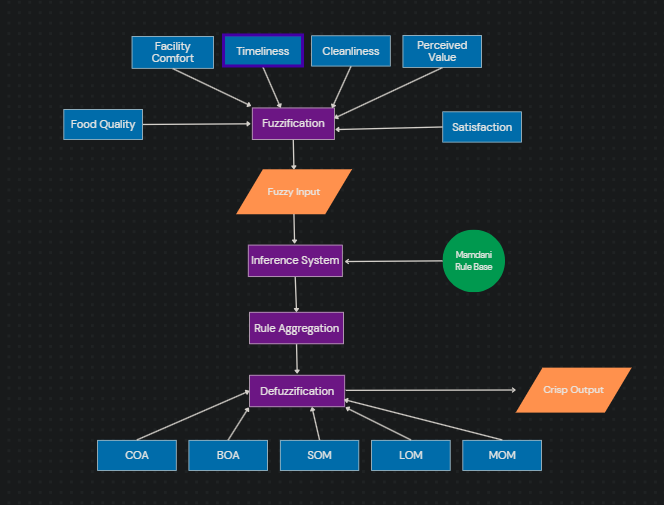 Facility
Comfort
Timeliness
Cleanliness
Perceived
Value
Food Quality
Fuzzification
Satisfaction
Fuzzy Input
Inference System
Mamdani
Rule Base
Rule Aggregation
Defuzzification
Crisp Output
COA
BOA
SOM
LOM
MOM